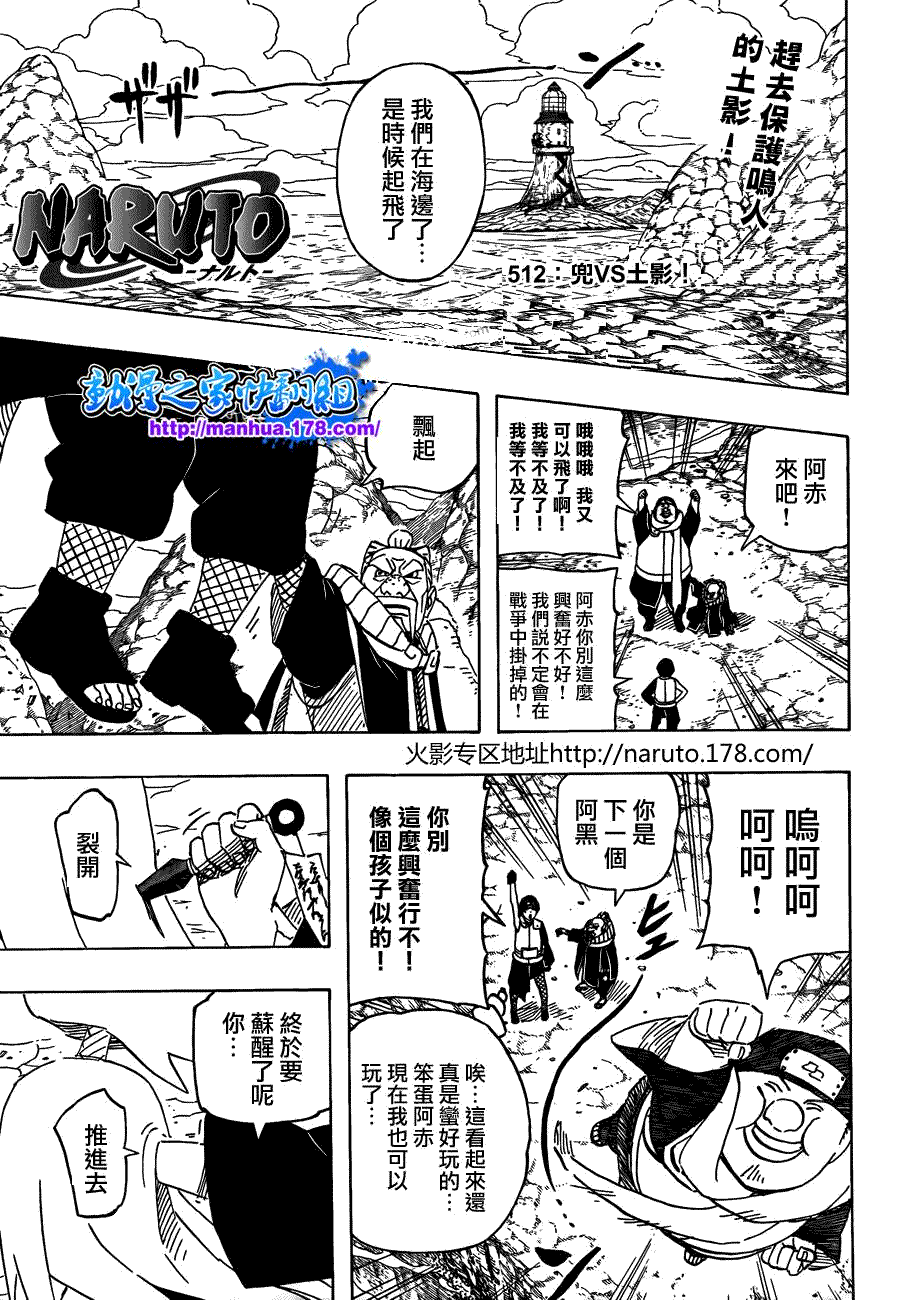 趕去保護鳴人
的土影！
我們在海邊了…
是時候起飛了
ザザ
NARUTO
-ナルト-
512：兜VS土影！
動漫之家快翻組
http://manhua.178.com/
阿赤
來吧！
哦哦哦 我又
可以飛了啊！
我等不及了！
我等不及了！
阿赤你別這麼
興奮好不好！
我們說不定會在
戰爭中掛掉的！
飄起
火影专区地址http://naruto.178.com/
嗚呵呵
呵呵！
你是
下一個
阿黑
ヒュ
你別
這麼興奮行不！
像個孩子似的！
唉…這看起來還
真是蠻好玩的…
笨蛋阿赤
現在我也可以
玩了…
裂開
終於要
蘇醒了呢
你…
推進去